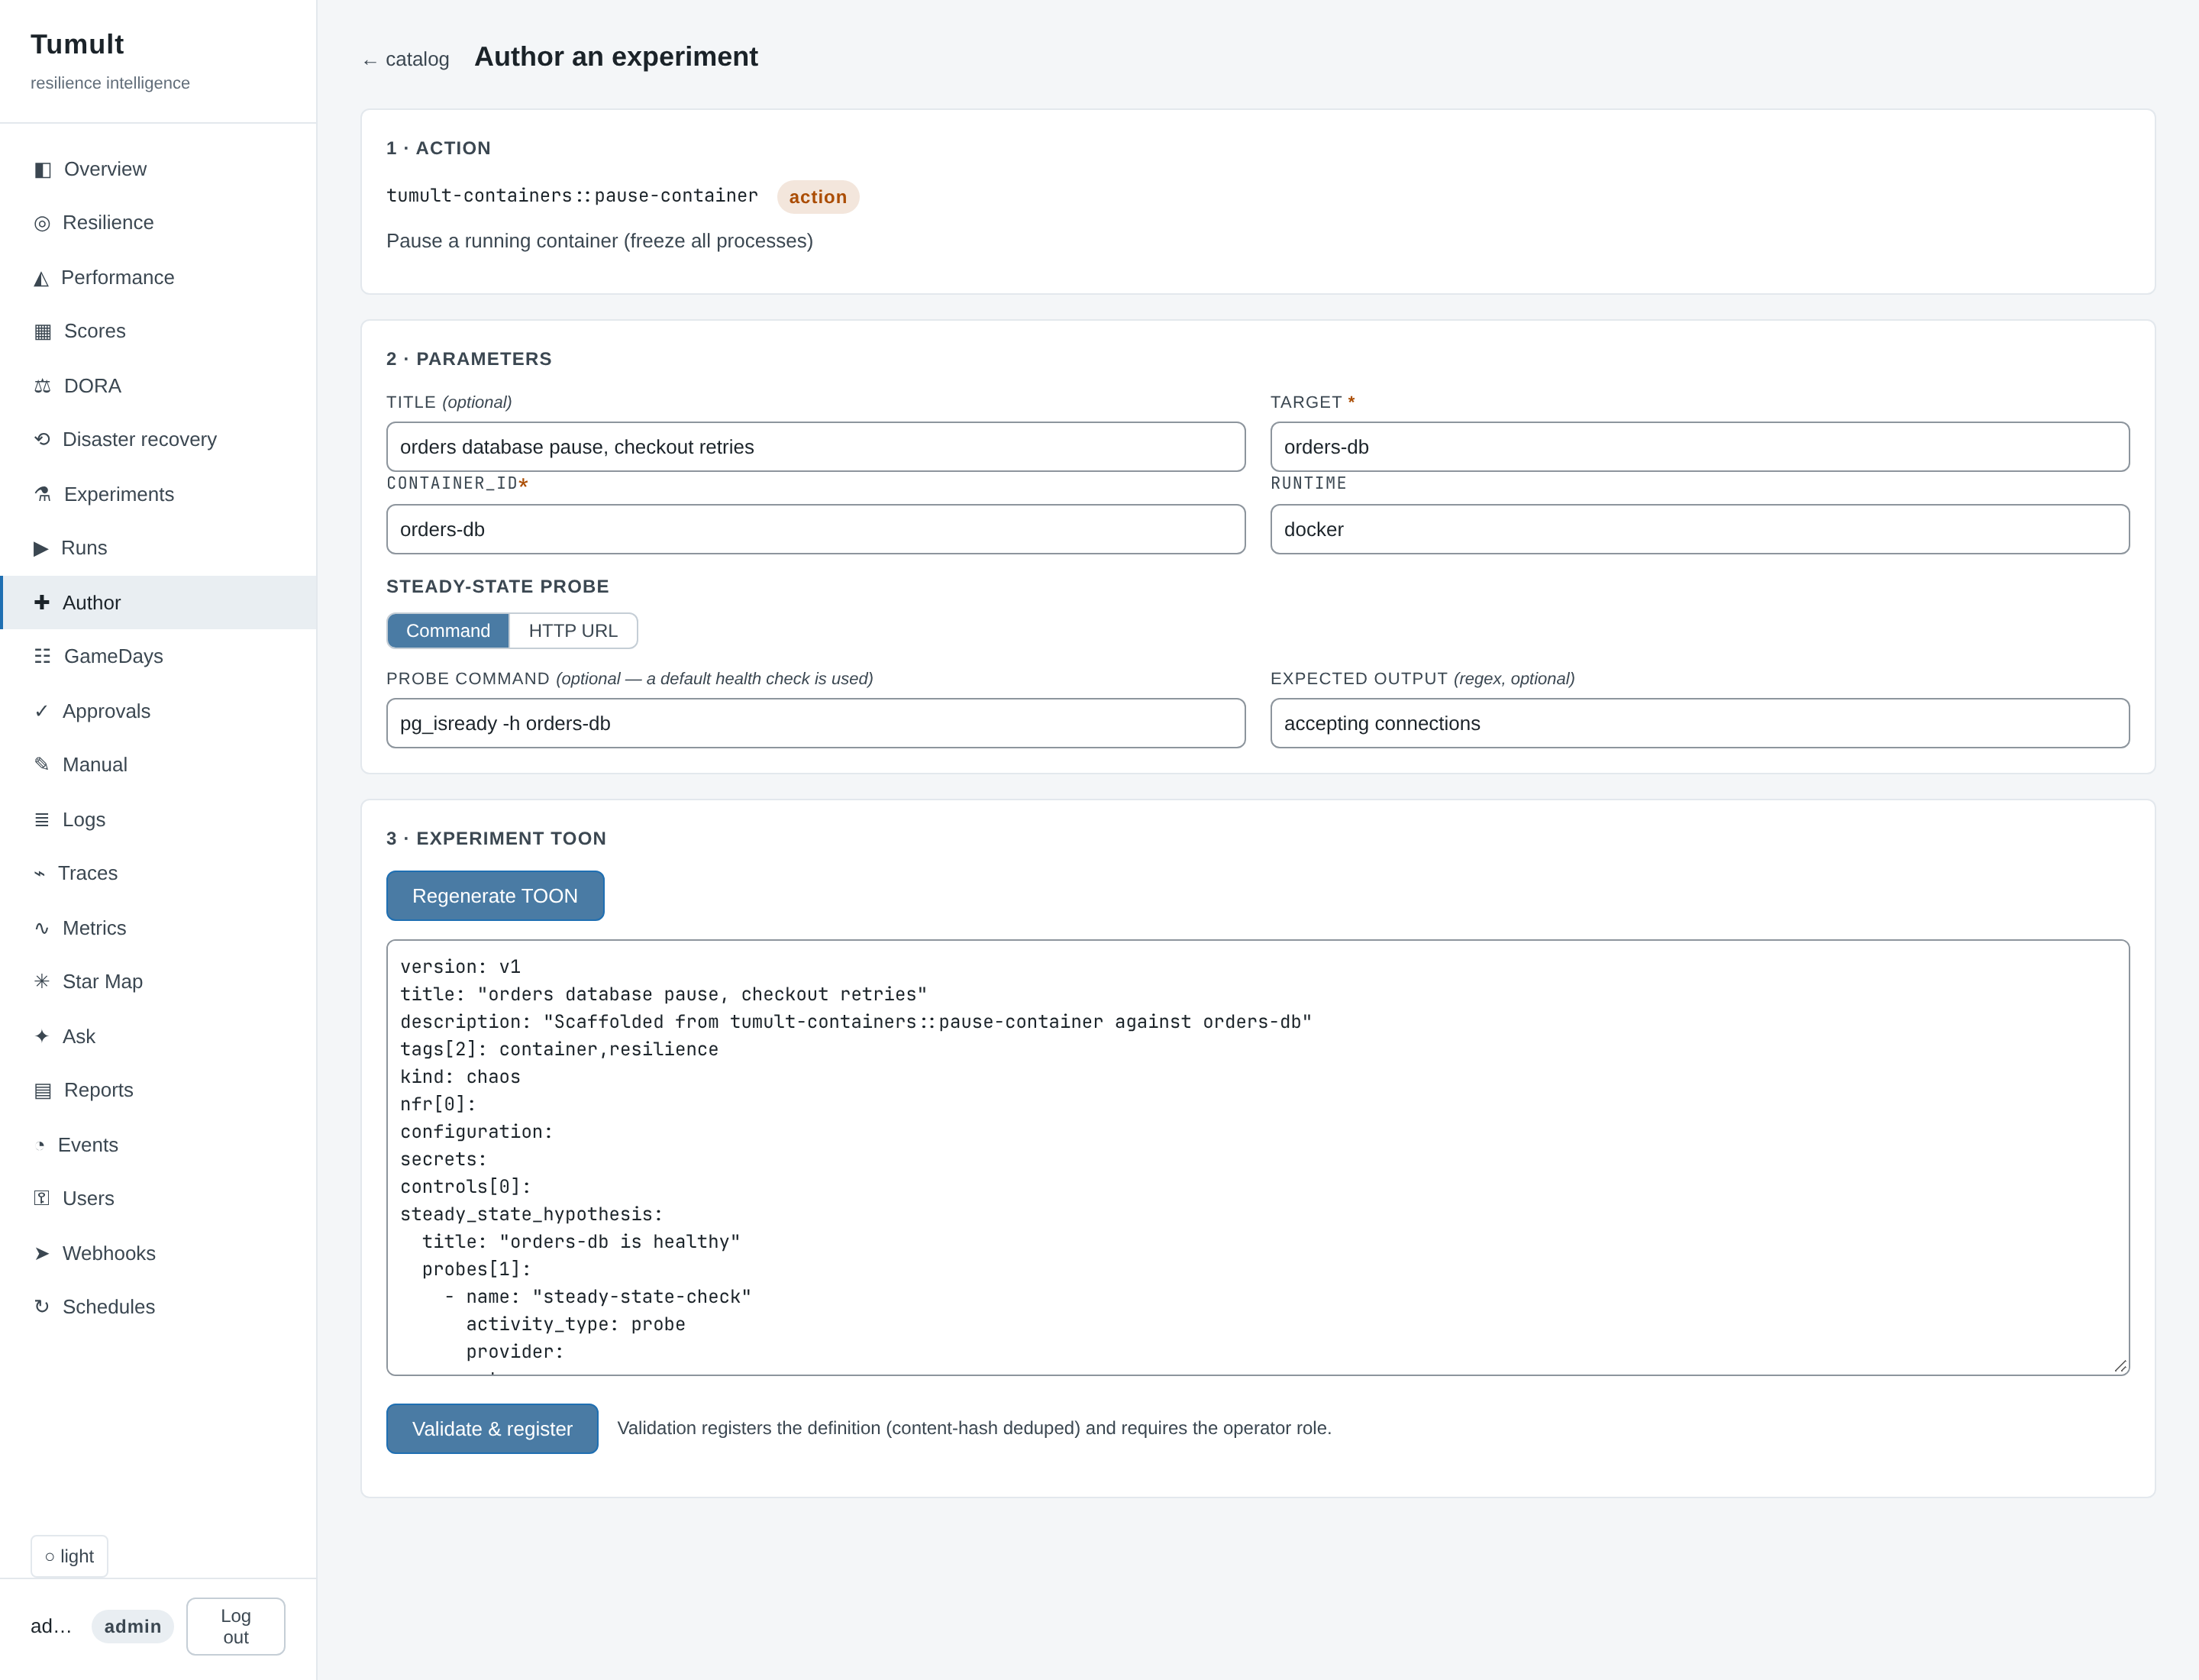 Tumult
resilience intelligence
Overview
Resilience
Performance
Scores
DORA
Disaster recovery
Experiments
Runs
Author
GameDays
Approvals
Manual
Logs
Traces
Metrics
Star Map
Ask
Reports
Events
Users
Webhooks
Schedules
○ light
ad… admin Log out
← catalog Author an experiment
1 · ACTION
tumult-containers::pause-container action
Pause a running container (freeze all processes)
2 · PARAMETERS
TITLE (optional) TARGET *
orders database pause, checkout retries orders-db
CONTAINER_ID* RUNTIME
orders-db docker
STEADY-STATE PROBE
Command HTTP URL
PROBE COMMAND (optional — a default health check is used) EXPECTED OUTPUT (regex, optional)
pg_isready -h orders-db accepting connections
3 · EXPERIMENT TOON
Regenerate TOON
version: v1
title: "orders database pause, checkout retries"
description: "Scaffolded from tumult-containers::pause-container against orders-db"
tags[2]: container,resilience
kind: chaos
nfr[0]:
configuration:
secrets:
controls[0]:
steady_state_hypothesis:
  title: "orders-db is healthy"
  probes[1]:
    - name: "steady-state-check"
      activity_type: probe
      provider:
Validate & register Validation registers the definition (content-hash deduped) and requires the operator role.